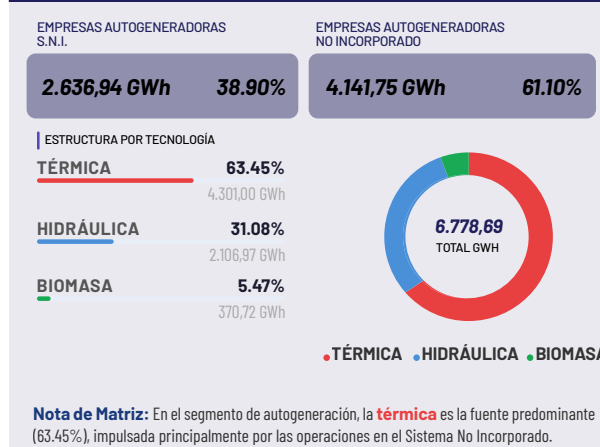 EMPRESAS AUTOGENERADORAS
S.N.I.
2.636,94 GWh 38.90%
EMPRESAS AUTOGENERADORAS
NO INCORPORADO
4.141,75 GWh 61.10%
ESTRUCTURA POR TECNOLOGÍA
TÉRMICA 63.45%
4.301,00 GWh
HIDRÁULICA 31.08%
2.106,97 GWh
BIOMASA 5.47%
370,72 GWh
6.778,69
TOTAL GWH
TÉRMICA HIDRÁULICA BIOMASA
Nota de Matriz: En el segmento de autogeneración, la térmica es la fuente predominante
(63.45%), impulsada principalmente por las operaciones en el Sistema No Incorporado.